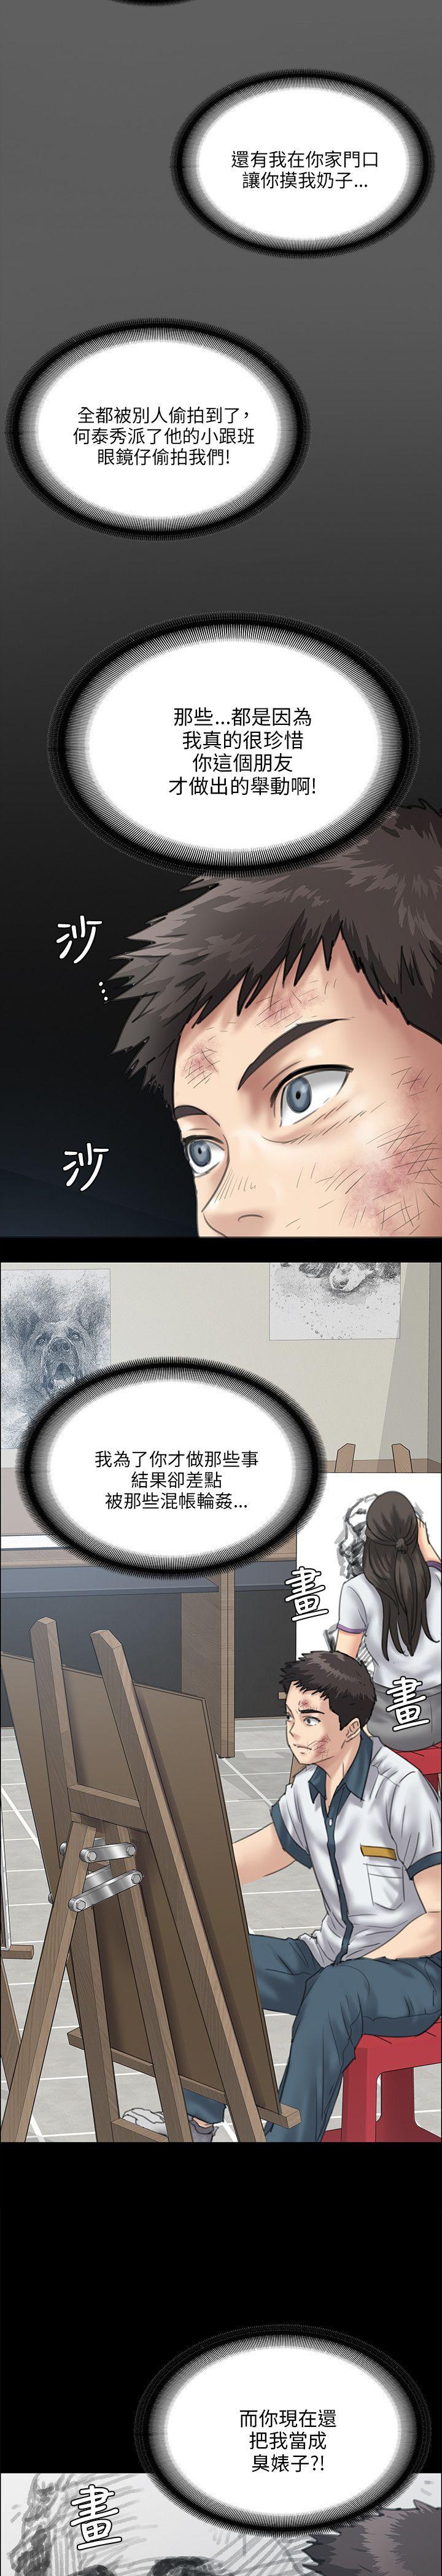 還有我在你家門口
讓你摸我奶子...
全都被別人偷拍到了，
何泰秀派了他的小跟班
眼鏡仔偷拍我們!
那些...都是因為
我真的很珍惜
你這個朋友
才做出的舉動啊!
沙
沙
我為了你才做那些事
結果卻差點
被那些混帳輪姦...
畫
畫
而你現在還
把我當成
臭婊子?!
畫